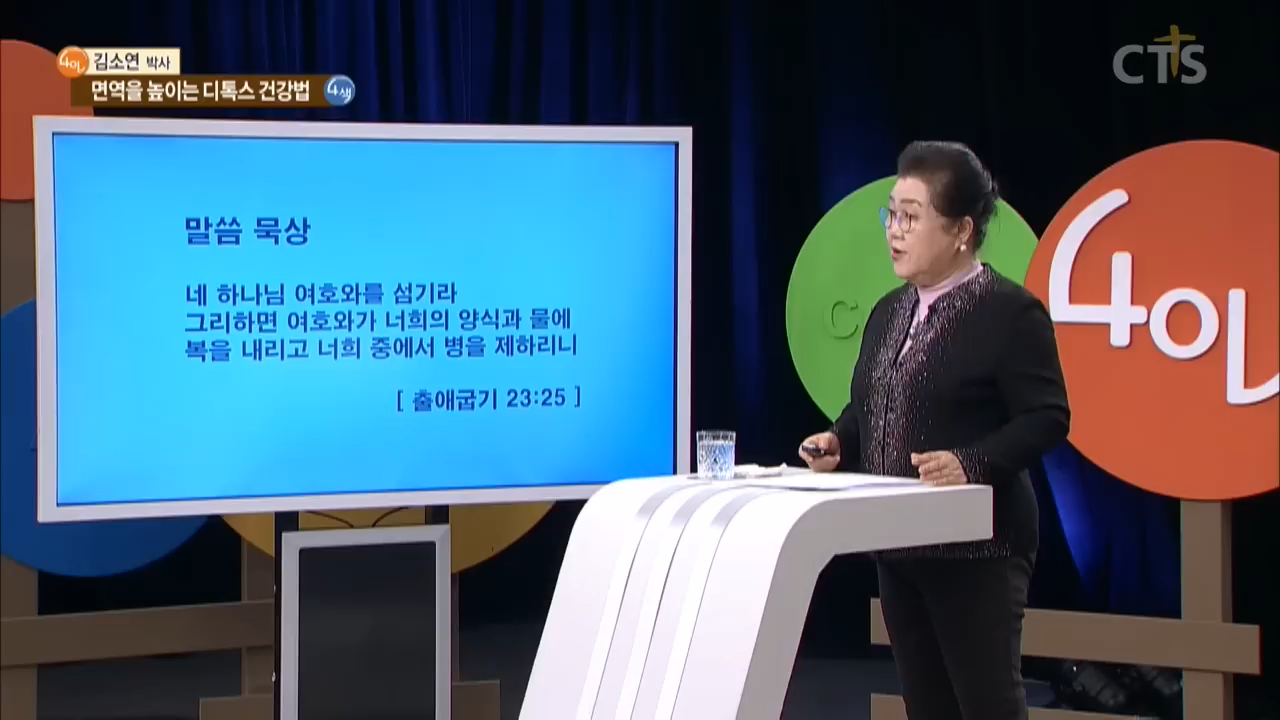 4인
김소연 박사
면역을 높이는 디톡스 건강법
4색
CTS
말씀 묵상
네 하나님 여호와를 섬기라
그리하면 여호와가 너희의 양식과 물에
복을 내리고 너희 중에서 병을 제하리니
[ 출애굽기 23:25 ]
C
4인